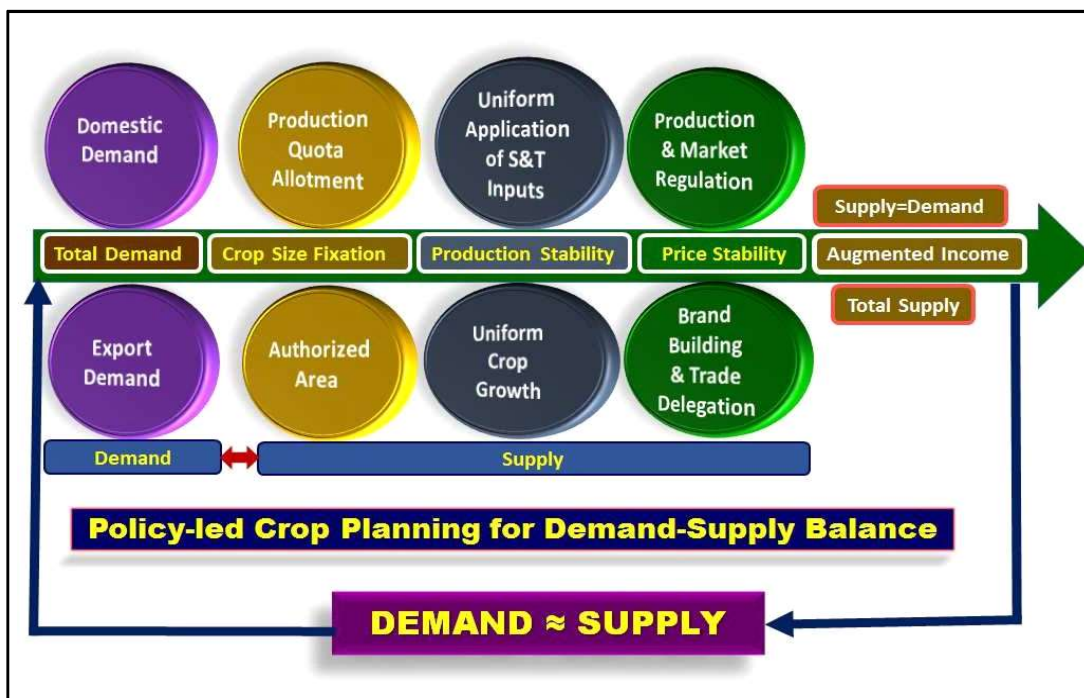 Domestic
Demand
Production
Quota
Allotment
Uniform
Application
of S&T
Inputs
Production
& Market
Regulation
Supply=Demand
Total Demand
Crop Size Fixation
Production Stability
Price Stability
Augmented Income
Total Supply
Export
Demand
Authorized
Area
Uniform
Crop
Growth
Brand
Building
& Trade
Delegation
Demand
Supply
Policy-led Crop Planning for Demand-Supply Balance
DEMAND ≈ SUPPLY